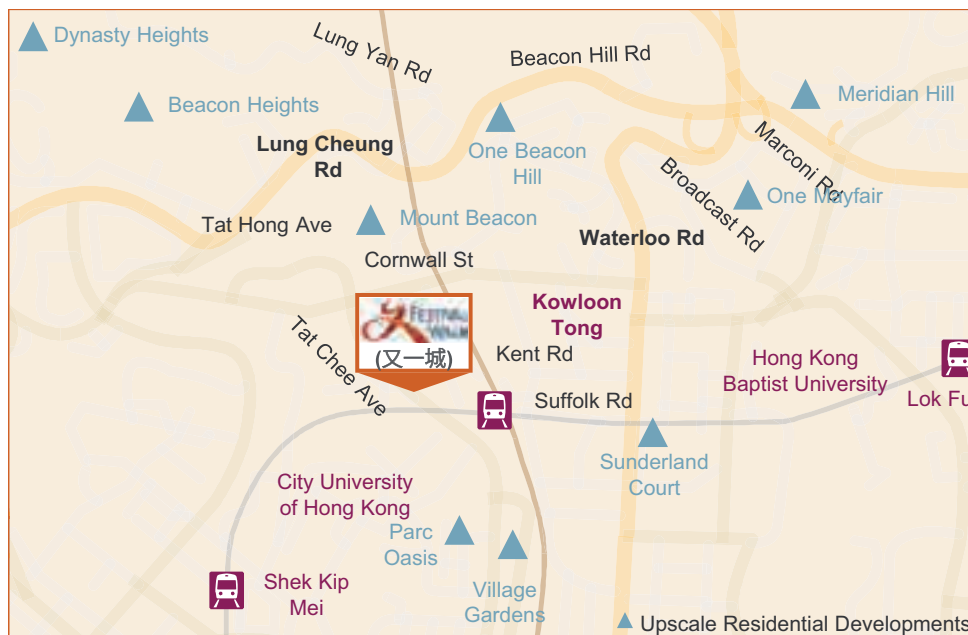 Dynasty Heights
Lung Yan Rd
Beacon Hill Rd
Beacon Heights
Meridian Hill
Lung Cheung
Rd
One Beacon
Hill
Marconi Rd
Broadcast Rd
One Mayfair
Tat Hong Ave
Mount Beacon
Waterloo Rd
Cornwall St
Kowloon
Tong
FESTIVAL
WALK
(又一城)
Tat Chee Ave
Kent Rd
Hong Kong
Baptist University
Suffolk Rd
Lok Fu
Sunderland
Court
City University
of Hong Kong
Parc
Oasis
Shek Kip
Mei
Village
Gardens
Upscale Residential Developments